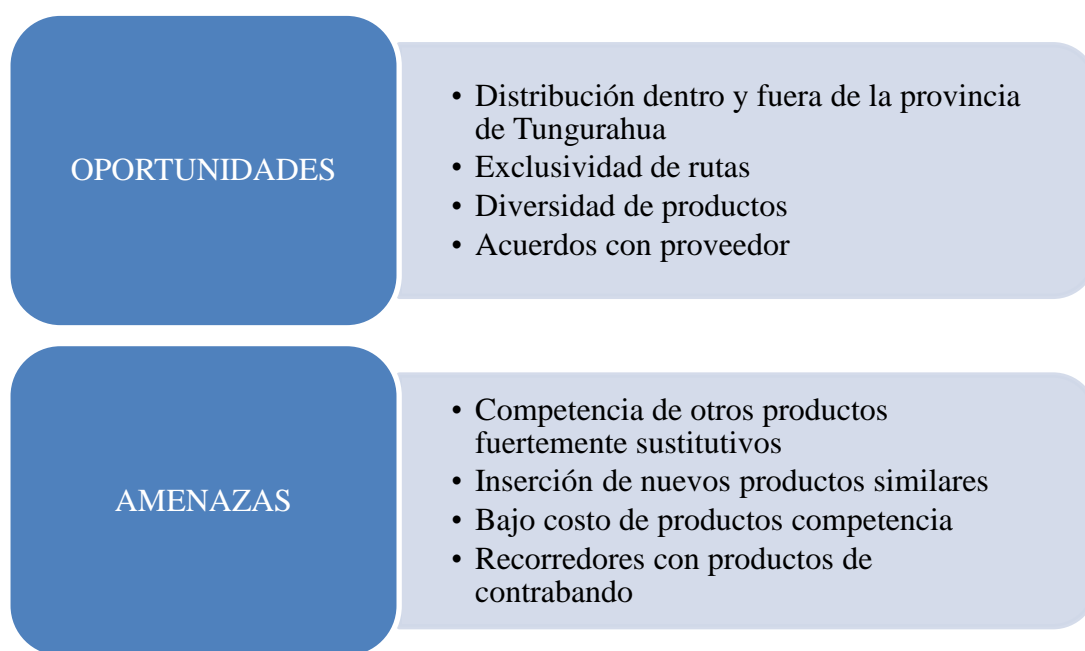 OPORTUNIDADES
• Distribución dentro y fuera de la provincia
de Tungurahua
• Exclusividad de rutas
• Diversidad de productos
• Acuerdos con proveedor
AMENAZAS
• Competencia de otros productos
fuertemente sustitutivos
• Inserción de nuevos productos similares
• Bajo costo de productos competencia
• Recorredores con productos de
contrabando